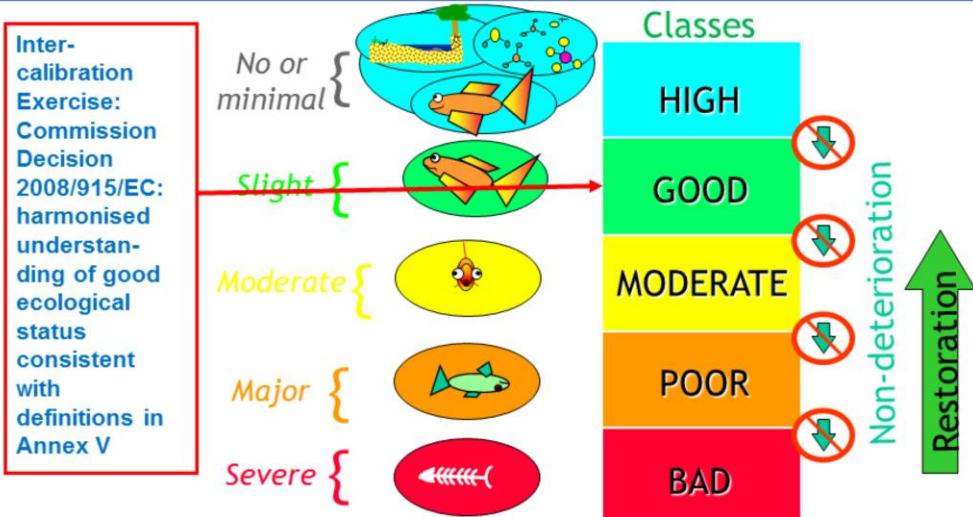 Inter-
calibration
Exercise:
Commission
Decision
2008/915/EC:
harmonised
understan-
ding of good
ecological
status
consistent
with
definitions in
Annex V
No or
minimal
Slight
Moderate
Major
Severe
Classes
HIGH
GOOD
MODERATE
POOR
BAD
Non-deterioration
Restoration